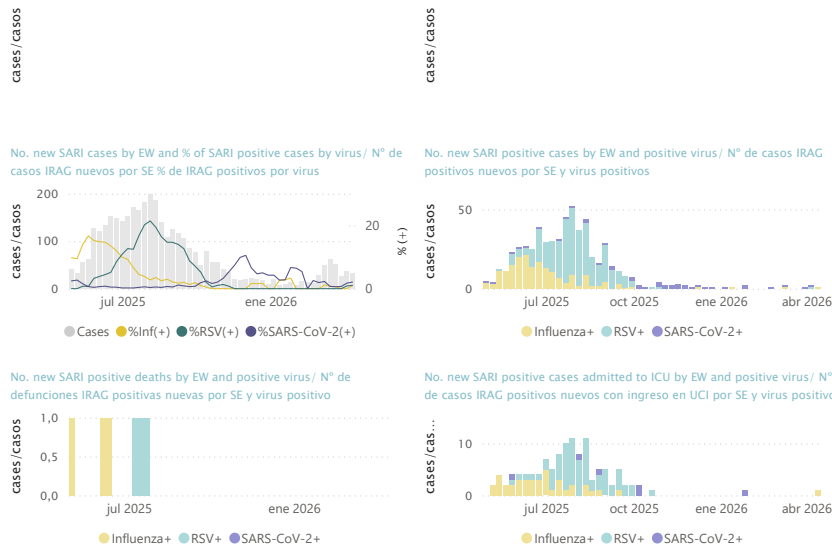 cases/casos
cases/casos
No. new SARI cases by EW and % of SARI positive cases by virus/ Nº de
casos IRAG nuevos por SE % de IRAG positivos por virus
200
100
0
cases/casos
20
0
% (+)
jul 2025
ene 2026
Cases %Inf(+) %RSV(+) %SARS-CoV-2(+)
No. new SARI positive cases by EW and positive virus/ Nº de casos IRAG
positivos nuevos por SE y virus positivos
50
0
cases/casos
jul 2025
oct 2025
ene 2026
abr 2026
Influenza+ RSV+ SARS-CoV-2+
No. new SARI positive deaths by EW and positive virus/ Nº de
defunciones IRAG positivas nuevas por SE y virus positivo
1,0
0,5
0,0
cases/casos
jul 2025
ene 2026
Influenza+ RSV+ SARS-CoV-2+
No. new SARI positive cases admitted to ICU by EW and positive virus/ Nº
de casos IRAG positivos nuevos con ingreso en UCI por SE y virus positivo
10
0
cases/cas...
jul 2025
oct 2025
ene 2026
abr 2026
Influenza+ RSV+ SARS-CoV-2+